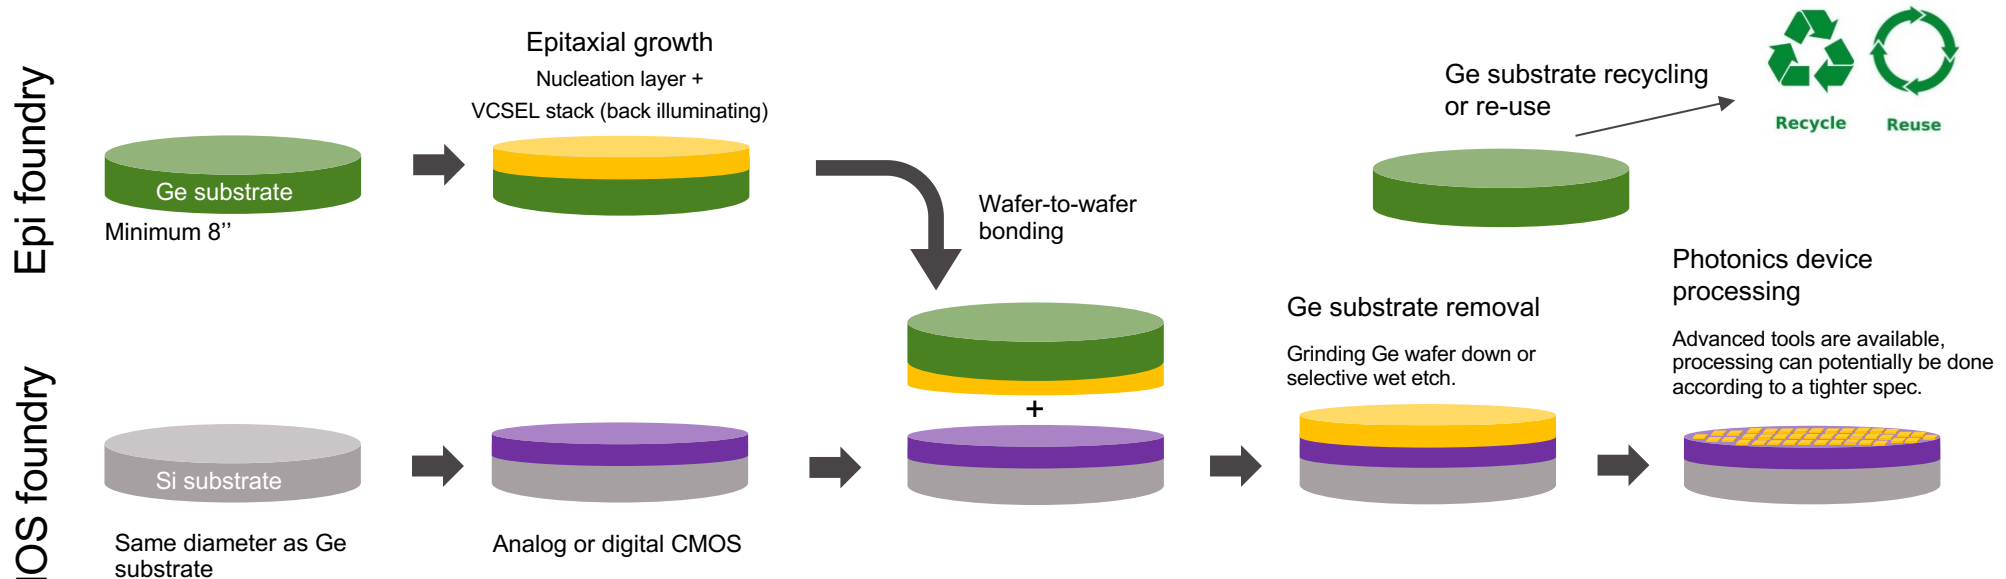 Epi foundry
Epitaxial growth
Nucleation layer +
VCSEL stack (back illuminating)
Ge substrate
Minimum 8’’
Wafer-to-wafer
bonding
Ge substrate recycling
or re-use
Recycle
Reuse
+
Ge substrate removal
Grinding Ge wafer down or
selective wet etch.
Photonics device
processing
Advanced tools are available,
processing can potentially be done
according to a tighter spec.
OS foundry
Si substrate
Same diameter as Ge
substrate
Analog or digital CMOS